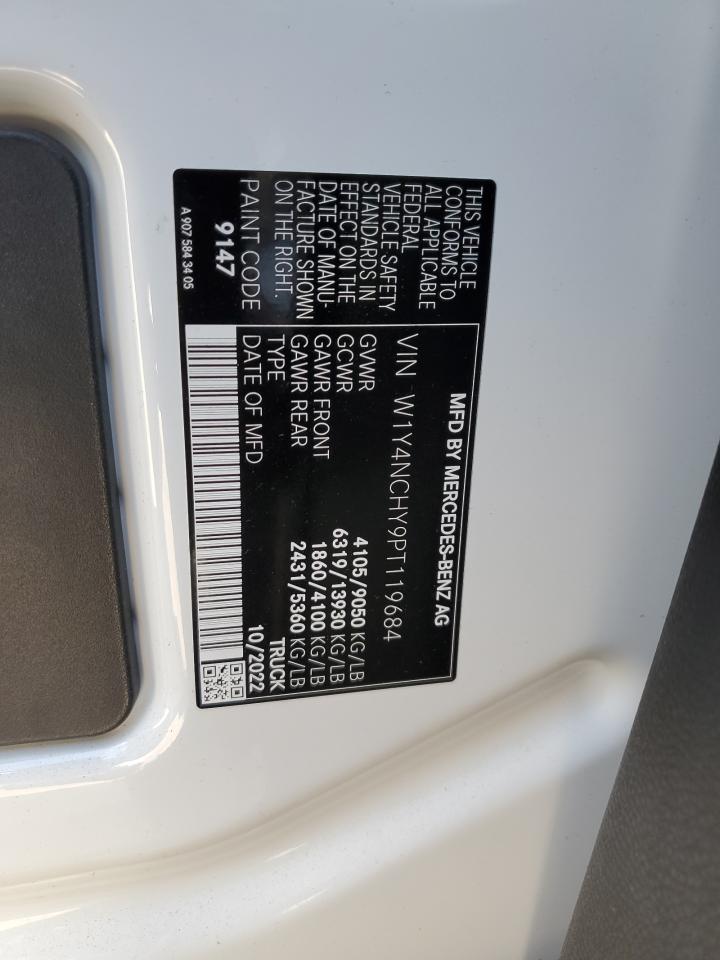 THIS VEHICLE
CONFORMS TO
ALL APPLICABLE
FEDERAL
VEHICLE SAFETY
STANDARDS IN
EFFECT ON THE
DATE OF MANU-
FACTURE SHOWN
ON THE RIGHT.
PAINT CODE
9147
A 907 584 34 05
MFD BY MERCEDES-BENZ AG
VIN W1Y4NCHY9PT119684
GVWR 4105/9050 KG/LB
GCWR 6319/13930 KG/LB
GAWR FRONT 1860/4100 KG/LB
GAWR REAR 2431/5360 KG/LB
TYPE TRUCK
DATE OF MFD 10/2022